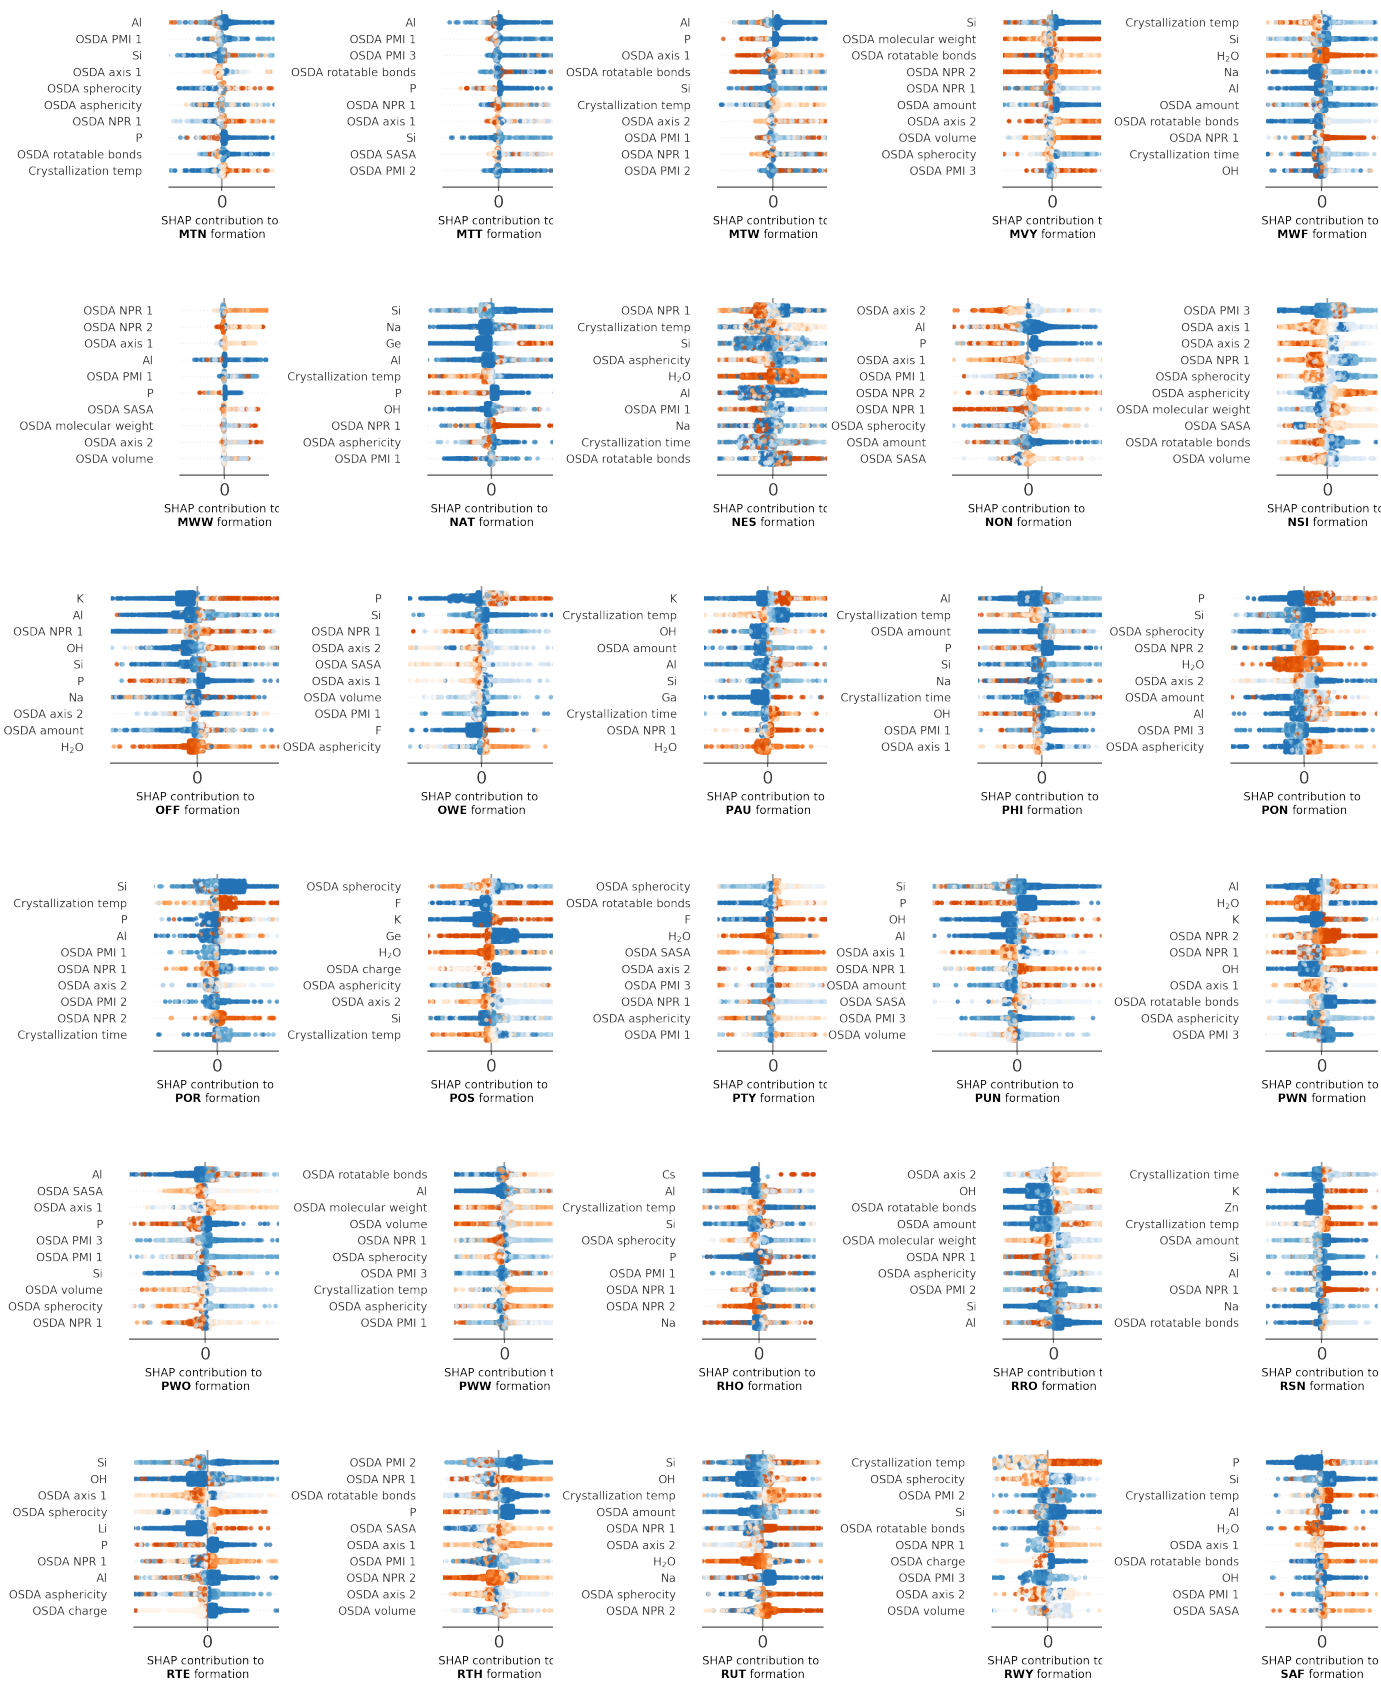 Al
OSDA PMI 1
Si
OSDA axis 1
OSDA spherocity
OSDA asphericity
OSDA NPR 1
P
OSDA rotatable bonds
Crystallization temp
0
SHAP contribution to
MTN formation
Al
OSDA PMI 1
OSDA PMI 3
OSDA rotatable bonds
P
OSDA NPR 1
OSDA axis 1
Si
OSDA SASA
OSDA PMI 2
0
SHAP contribution to
MTT formation
Al
P
OSDA axis 1
OSDA rotatable bonds
Si
Crystallization temp
OSDA axis 2
OSDA PMI 1
OSDA NPR 1
OSDA PMI 2
0
SHAP contribution to
MTW formation
Si
OSDA molecular weight
OSDA rotatable bonds
OSDA NPR 2
OSDA NPR 1
OSDA amount
OSDA axis 2
OSDA volume
OSDA spherocity
OSDA PMI 3
0
SHAP contribution t
MVY formation
Crystallization temp
Si
H₂O
Na
Al
OSDA amount
OSDA rotatable bonds
OSDA NPR 1
Crystallization time
OH
0
SHAP contribution to
MWF formation
OSDA NPR 1
OSDA NPR 2
OSDA axis 1
Al
OSDA PMI 1
P
OSDA SASA
OSDA molecular weight
OSDA axis 2
OSDA volume
0
SHAP contribution to
MWW formation
Si
Na
Ge
Al
Crystallization temp
P
OH
OSDA NPR 1
OSDA asphericity
OSDA PMI 1
0
SHAP contribution to
NAT formation
OSDA NPR 1
Crystallization temp
Si
OSDA asphericity
H₂O
Al
OSDA PMI 1
Na
Crystallization time
OSDA rotatable bonds
0
SHAP contribution to
NES formation
OSDA axis 2
Al
P
OSDA axis 1
OSDA PMI 1
OSDA NPR 2
OSDA NPR 1
OSDA spherocity
OSDA amount
OSDA SASA
0
SHAP contribution to
NON formation
OSDA PMI 3
OSDA axis 1
OSDA axis 2
OSDA NPR 1
OSDA spherocity
OSDA asphericity
OSDA molecular weight
OSDA SASA
OSDA rotatable bonds
OSDA volume
0
SHAP contribution to
NSI formation
K
Al
OSDA NPR 1
OH
Si
P
Na
OSDA axis 2
OSDA amount
H₂O
0
SHAP contribution to
OFF formation
P
Si
OSDA NPR 1
OSDA axis 2
OSDA SASA
OSDA axis 1
OSDA volume
OSDA PMI 1
F
OSDA asphericity
0
SHAP contribution to
OWE formation
K
Crystallization temp
OH
OSDA amount
Al
Si
Ga
Crystallization time
OSDA NPR 1
H₂O
0
SHAP contribution to
PAU formation
Al
Crystallization temp
OSDA amount
P
Si
Na
Crystallization time
OH
OSDA PMI 1
OSDA axis 1
0
SHAP contribution to
PHI formation
P
Si
OSDA spherocity
OSDA NPR 2
H₂O
OSDA axis 2
OSDA amount
Al
OSDA PMI 3
OSDA asphericity
0
SHAP contribution to
PON formation
Si
Crystallization temp
P
Al
OSDA PMI 1
OSDA NPR 1
OSDA axis 2
OSDA PMI 2
OSDA NPR 2
Crystallization time
0
SHAP contribution to
POR formation
OSDA spherocity
F
K
Ge
H₂O
OSDA charge
OSDA asphericity
OSDA axis 2
Si
Crystallization temp
0
SHAP contribution to
POS formation
OSDA spherocity
OSDA rotatable bonds
F
H₂O
OSDA SASA
OSDA axis 2
OSDA PMI 3
OSDA NPR 1
OSDA asphericity
OSDA PMI 1
0
SHAP contribution to
PTY formation
Si
P
OH
Al
OSDA axis 1
OSDA NPR 1
OSDA amount
OSDA SASA
OSDA PMI 3
OSDA volume
0
SHAP contribution to
PUN formation
Al
H₂O
K
OSDA NPR 2
OSDA NPR 1
OH
OSDA axis 1
OSDA rotatable bonds
OSDA asphericity
OSDA PMI 3
0
SHAP contribution to
PWN formation
Al
OSDA SASA
OSDA axis 1
P
OSDA PMI 3
OSDA PMI 1
Si
OSDA volume
OSDA spherocity
OSDA NPR 1
0
SHAP contribution to
PWO formation
OSDA rotatable bonds
Al
OSDA molecular weight
OSDA volume
OSDA NPR 1
OSDA spherocity
OSDA PMI 3
Crystallization temp
OSDA asphericity
OSDA PMI 1
0
SHAP contribution t
PWW formation
Cs
Al
Crystallization temp
Si
OSDA spherocity
P
OSDA PMI 1
OSDA NPR 1
OSDA NPR 2
Na
0
SHAP contribution to
RHO formation
OSDA axis 2
OH
OSDA rotatable bonds
OSDA amount
OSDA molecular weight
OSDA NPR 1
OSDA asphericity
OSDA PMI 2
Si
Al
0
SHAP contribution t
RRO formation
Crystallization time
K
Zn
Crystallization temp
OSDA amount
Si
Al
OSDA NPR 1
Na
OSDA rotatable bonds
0
SHAP contribution to
RSN formation
Si
OH
OSDA axis 1
OSDA spherocity
Li
P
OSDA NPR 1
Al
OSDA asphericity
OSDA charge
0
SHAP contribution to
RTE formation
OSDA PMI 2
OSDA NPR 1
OSDA rotatable bonds
P
OSDA SASA
OSDA axis 1
OSDA PMI 1
OSDA NPR 2
OSDA axis 2
OSDA volume
0
SHAP contribution to
RTH formation
Si
OH
Crystallization temp
OSDA amount
OSDA NPR 1
OSDA axis 2
H₂O
Na
OSDA spherocity
OSDA NPR 2
0
SHAP contribution to
RUT formation
Crystallization temp
OSDA spherocity
OSDA PMI 2
Si
OSDA rotatable bonds
OSDA NPR 1
OSDA charge
OSDA PMI 3
OSDA axis 2
OSDA volume
0
SHAP contribution to
RWY formation
P
Si
Crystallization temp
Al
H₂O
OSDA axis 1
OSDA rotatable bonds
OH
OSDA PMI 1
OSDA SASA
0
SHAP contribution to
SAF formation